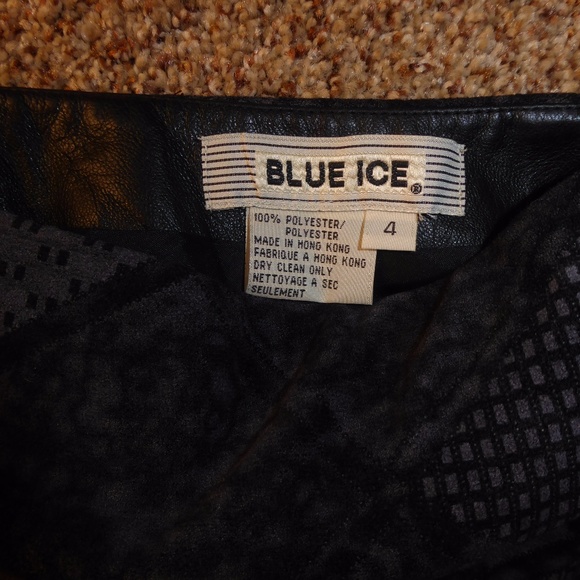 BLUE ICE®
100% POLYESTER/
POLYESTER
MADE IN HONG KONG
FABRIQUE A HONG KONG
DRY CLEAN ONLY
NETTOYAGE A SEC
SEULEMENT
4